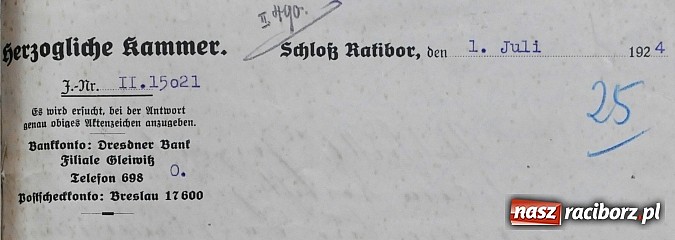 II. 490.
Herzogliche Kammer.
Schloß Ratibor, den 1. Juli 1924
J.-Nr. II.15021
25
Es wird ersucht, bei der Antwort
genau obiges Aktenzeichen anzugeben.
Bankkonto: Dresdner Bank
Filiale Gleiwitz
Telefon 698 0.
Postscheckkonto: Breslau 17600
nasz raciborz.pl